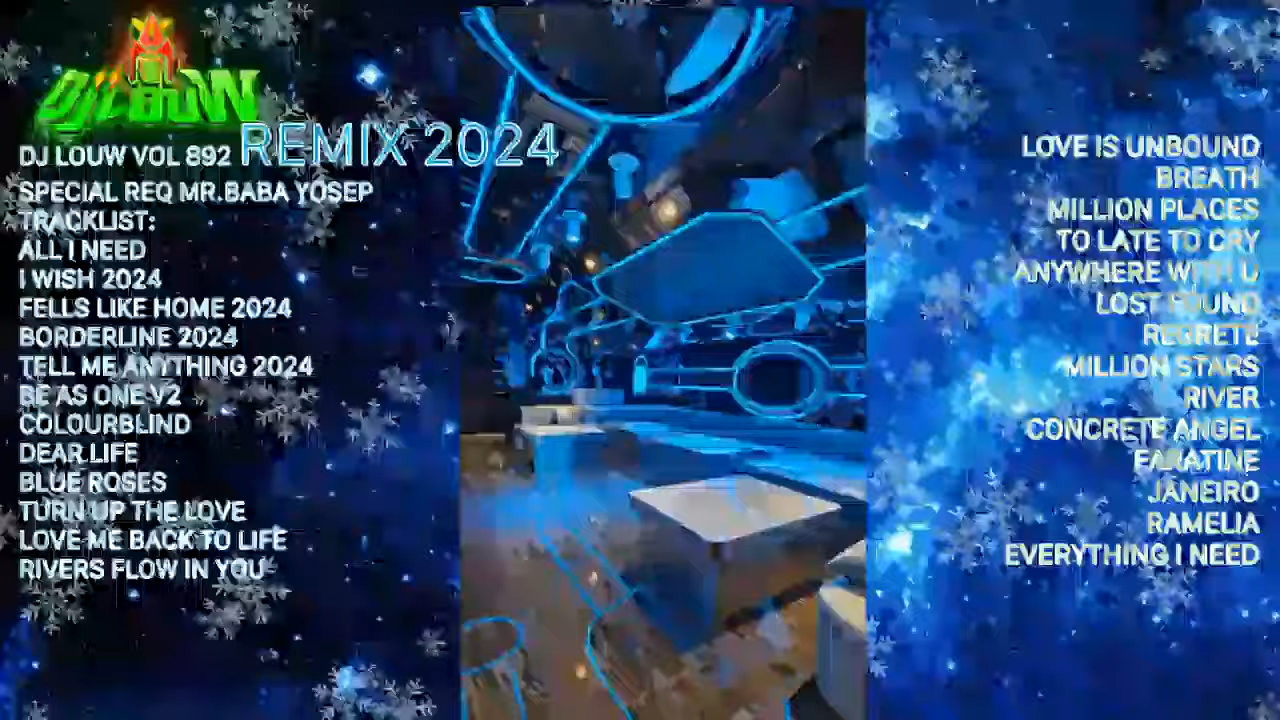 DJ LOUW
REMIX 2024
DJ LOUW VOL 892
SPECIAL REQ MR.BABA YOSEP
TRACKLIST:
ALL I NEED
I WISH 2024
FELLS LIKE HOME 2024
BORDERLINE 2024
TELL ME ANYTHING 2024
BE AS ONE V2
COLOURBLIND
DEAR LIFE
BLUE ROSES
TURN UP THE LOVE
LOVE ME BACK TO LIFE
RIVERS FLOW IN YOU
LOVE IS UNBOUND
BREATH
MILLION PLACES
TO LATE TO CRY
ANYWHERE WITH U
LOST FOUND
REGRETE
MILLION STARS
RIVER
CONCRETE ANGEL
FARATINE
JANEIRO
RAMELIA
EVERYTHING I NEED